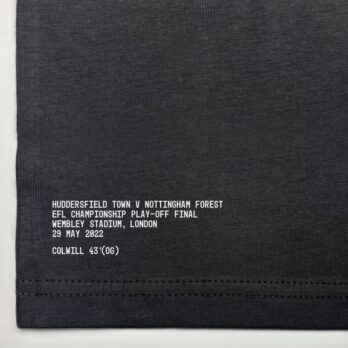 HUDDERSFIELD TOWN V NOTTINGHAM FOREST
EFL CHAMPIONSHIP PLAY-OFF FINAL
WEMBLEY STADIUM, LONDON
29 MAY 2022
COLWILL 43'(OG)